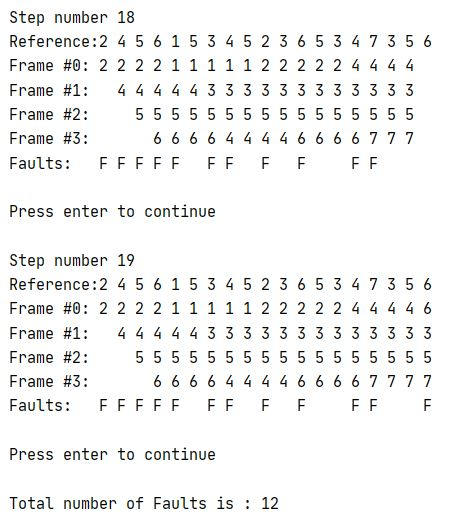 Step number 18
Reference:2 4 5 6 1 5 3 4 5 2 3 6 5 3 4 7 3 5 6
Frame #0: 2 2 2 2 1 1 1 1 1 2 2 2 2 2 4 4 4 4
Frame #1:   4 4 4 4 4 3 3 3 3 3 3 3 3 3 3 3 3
Frame #2:     5 5 5 5 5 5 5 5 5 5 5 5 5 5 5 5
Frame #3:       6 6 6 6 4 4 4 4 6 6 6 6 7 7 7
Faults:   F F F F F   F F   F   F     F F
Press enter to continue
Step number 19
Reference:2 4 5 6 1 5 3 4 5 2 3 6 5 3 4 7 3 5 6
Frame #0: 2 2 2 2 1 1 1 1 1 2 2 2 2 2 4 4 4 4 6
Frame #1:   4 4 4 4 4 3 3 3 3 3 3 3 3 3 3 3 3 3
Frame #2:     5 5 5 5 5 5 5 5 5 5 5 5 5 5 5 5 5
Frame #3:       6 6 6 6 4 4 4 4 6 6 6 6 7 7 7 7
Faults:   F F F F F   F F   F   F     F F     F
Press enter to continue
Total number of Faults is : 12